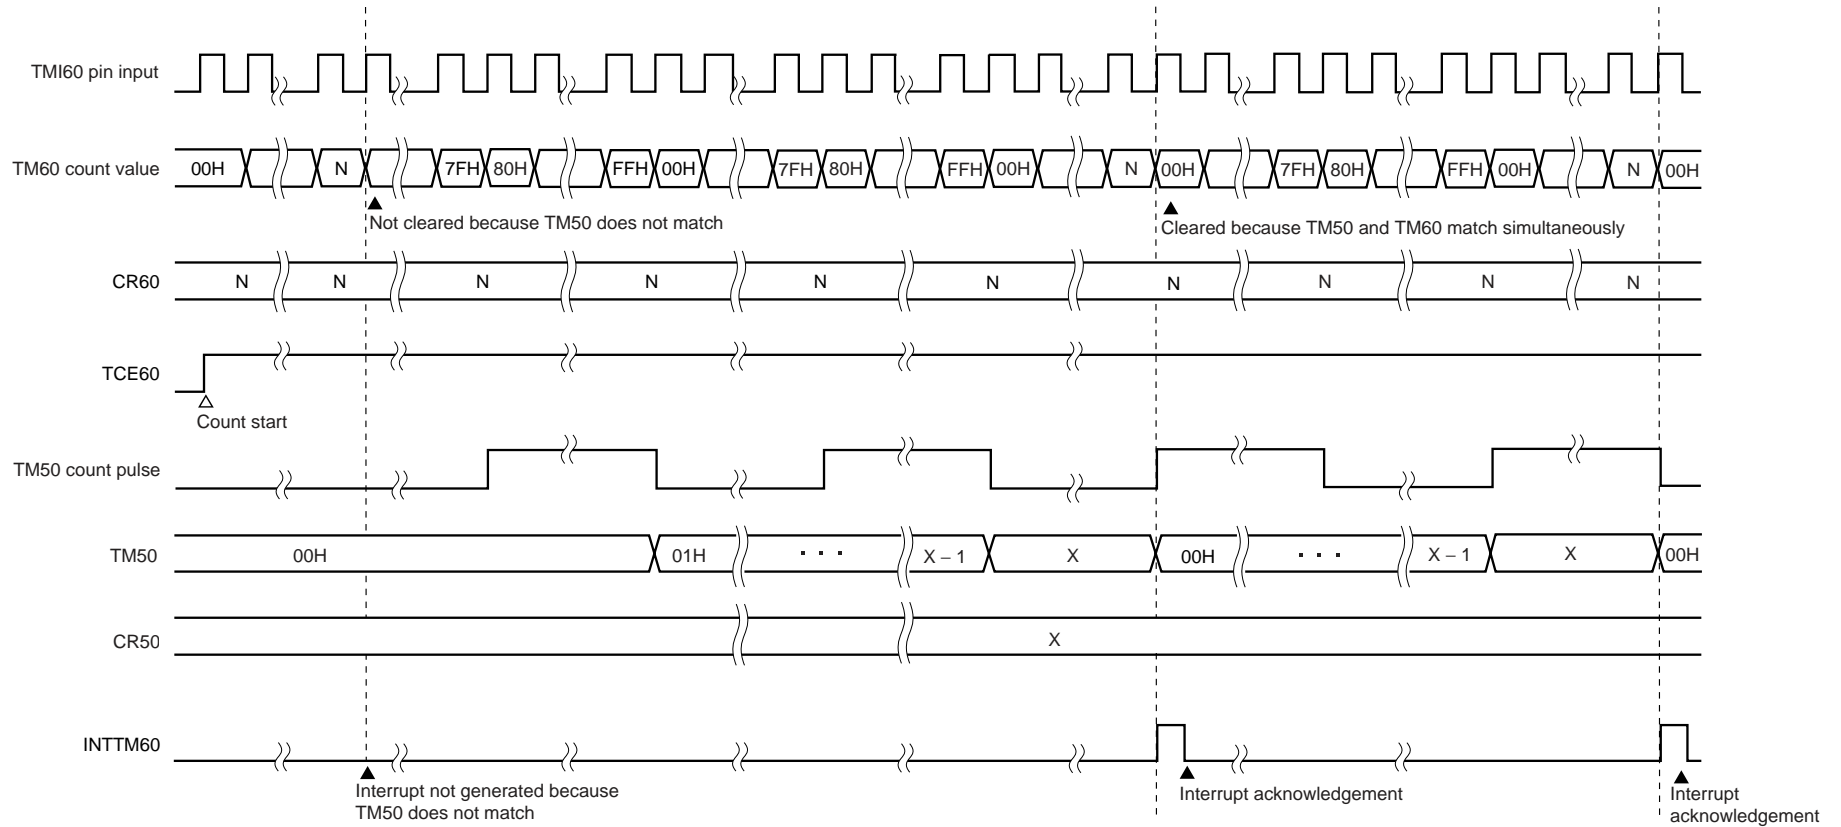 TMI60 pin input
TM60 count value 00H N 7FH 80H FFH 00H 7FH 80H FFH 00H N 00H 7FH 80H FFH 00H N 00H
Not cleared because TM50 does not match
Cleared because TM50 and TM60 match simultaneously
CR60 N N N N N N N N N N
TCE60
Count start
TM50 count pulse
TM50 00H 01H · · · X – 1 X 00H · · · X – 1 X 00H
CR50 X
INTTM60
Interrupt not generated because
TM50 does not match
Interrupt acknowledgement
Interrupt
acknowledgement